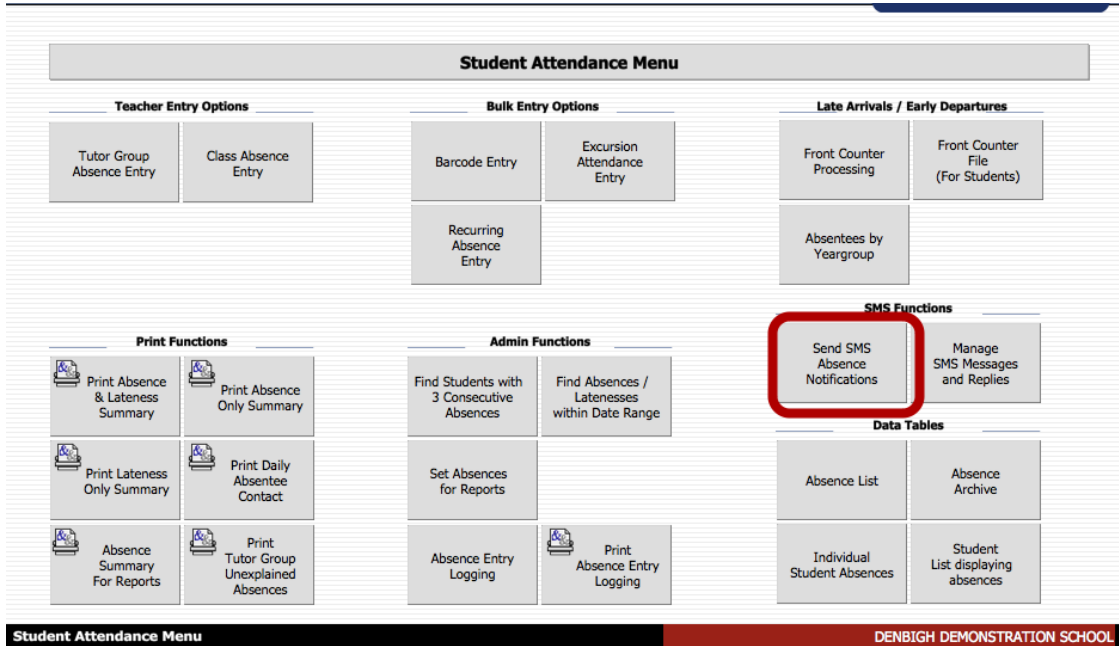 Student Attendance Menu
Teacher Entry Options
Tutor Group
Absence Entry
Class Absence
Entry
Bulk Entry Options
Barcode Entry
Excursion
Attendance
Entry
Recurring
Absence
Entry
Late Arrivals / Early Departures
Front Counter
Processing
Front Counter
File
(For Students)
Absentees by
Yeargroup
SMS Functions
Send SMS
Absence
Notifications
Manage
SMS Messages
and Replies
Print Functions
Print Absence
& Lateness
Summary
Print Absence
Only Summary
Print Lateness
Only Summary
Print Daily
Absentee
Contact
Absence
Summary
For Reports
Print
Tutor Group
Unexplained
Absences
Admin Functions
Find Students with
3 Consecutive
Absences
Find Absences /
Latenesses
within Date Range
Set Absences
for Reports
Absence Entry
Logging
Print
Absence Entry
Logging
Data Tables
Absence List
Absence
Archive
Individual
Student Absences
Student
List displaying
absences
Student Attendance Menu
DENBIGH DEMONSTRATION SCHOOL